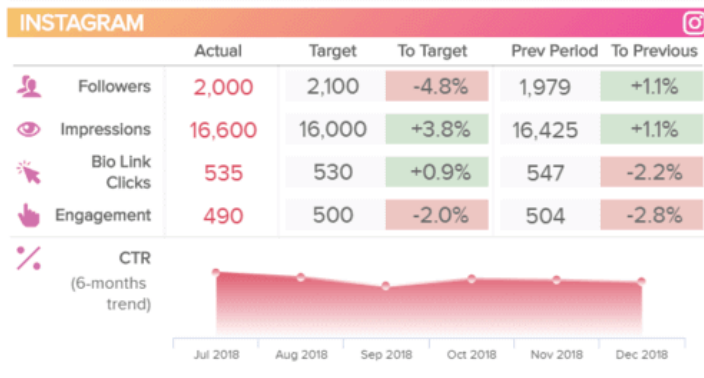 INSTAGRAM
Actual Target To Target Prev Period To Previous
Followers 2,000 2,100 -4.8% 1,979 +1.1%
Impressions 16,600 16,000 +3.8% 16,425 +1.1%
Bio Link
Clicks 535 530 +0.9% 547 -2.2%
Engagement 490 500 -2.0% 504 -2.8%
CTR
(6-months
trend)
Jul 2018 Aug 2018 Sep 2018 Oct 2018 Nov 2018 Dec 2018